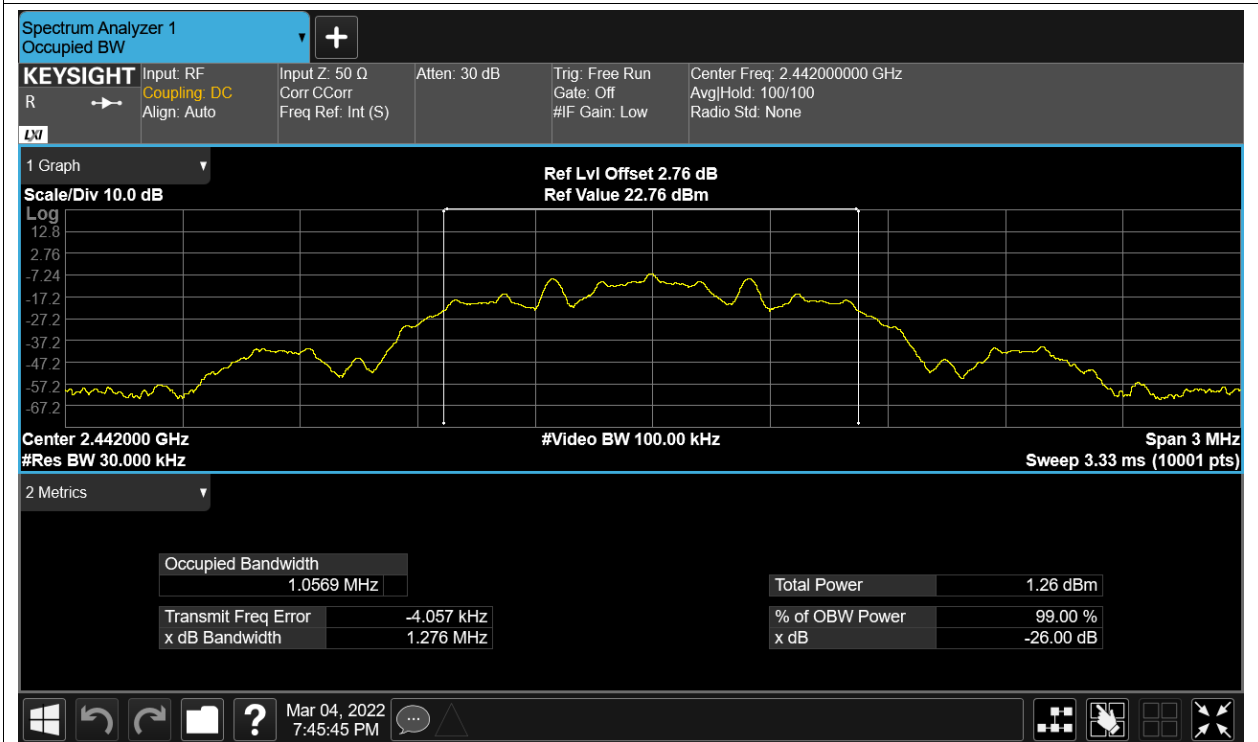 Spectrum Analyzer 1
Occupied BW
KEYSIGHT
R
LXI
Input: RF
Coupling: DC
Align: Auto
Input Z: 50 Ω
Corr CCorr
Freq Ref: Int (S)
Atten: 30 dB
Trig: Free Run
Gate: Off
#IF Gain: Low
Center Freq: 2.442000000 GHz
Avg|Hold: 100/100
Radio Std: None
1 Graph
Scale/Div 10.0 dB
Ref Lvl Offset 2.76 dB
Ref Value 22.76 dBm
Log
12.8
2.76
-7.24
-17.2
-27.2
-37.2
-47.2
-57.2
-67.2
Center 2.442000 GHz
#Video BW 100.00 kHz
Span 3 MHz
#Res BW 30.000 kHz
Sweep 3.33 ms (10001 pts)
2 Metrics
Occupied Bandwidth
1.0569 MHz
Transmit Freq Error -4.057 kHz
x dB Bandwidth 1.276 MHz
Total Power 1.26 dBm
% of OBW Power 99.00 %
x dB -26.00 dB
?
Mar 04, 2022
7:45:45 PM